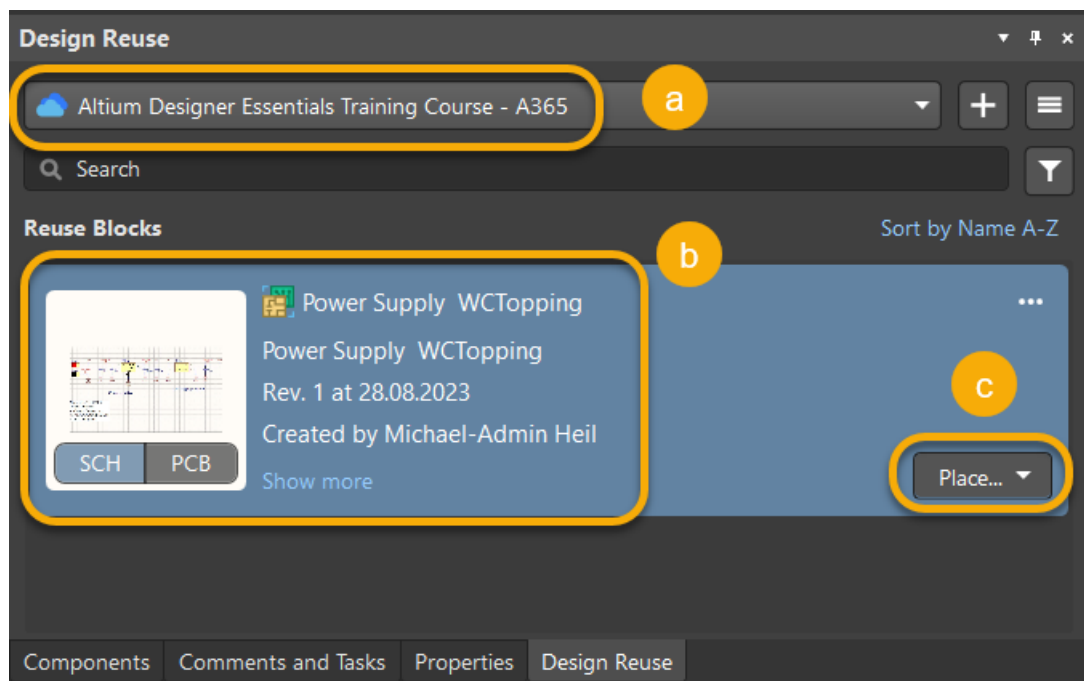 Design Reuse
Altium Designer Essentials Training Course - A365
a
Search
Reuse Blocks
Sort by Name A-Z
b
Power Supply WCTopping
Power Supply WCTopping
Rev. 1 at 28.08.2023
Created by Michael-Admin Heil
Show more
SCH PCB
c
Place...
Components Comments and Tasks Properties Design Reuse